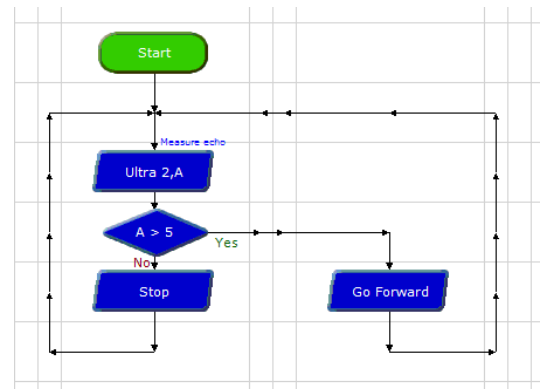 Start
Measure echo
Ultra 2,A
A > 5
Yes
No
Stop
Go Forward